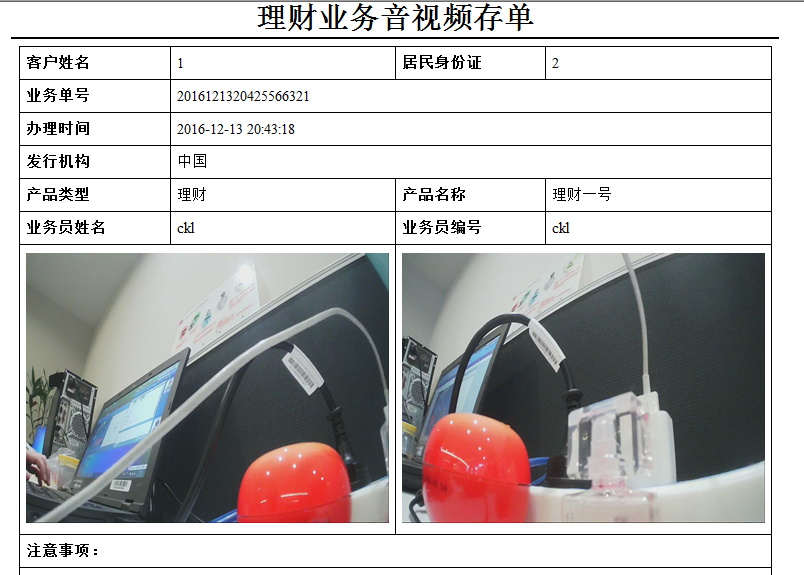 理财业务音视频存单
客户姓名 1 居民身份证 2
业务单号 2016121320425566321
办理时间 2016-12-13 20:43:18
发行机构 中国
产品类型 理财 产品名称 理财一号
业务员姓名 ckl 业务员编号 ckl
注意事项：